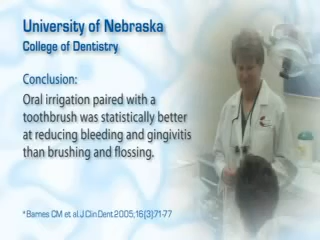 University of Nebraska
College of Dentistry
Conclusion:
Oral irrigation paired with a
toothbrush was statistically better
at reducing bleeding and gingivitis
than brushing and flossing.
*Barnes CM et al. J Clin Dent 2005;16(3):71-77